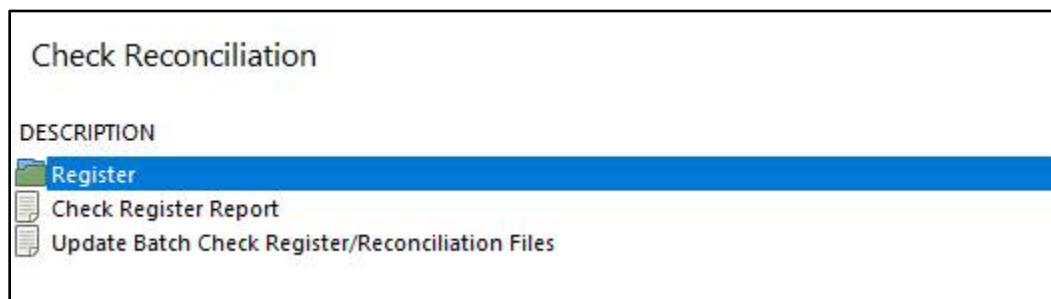 Check Reconciliation
DESCRIPTION
Register
Check Register Report
Update Batch Check Register/Reconciliation Files